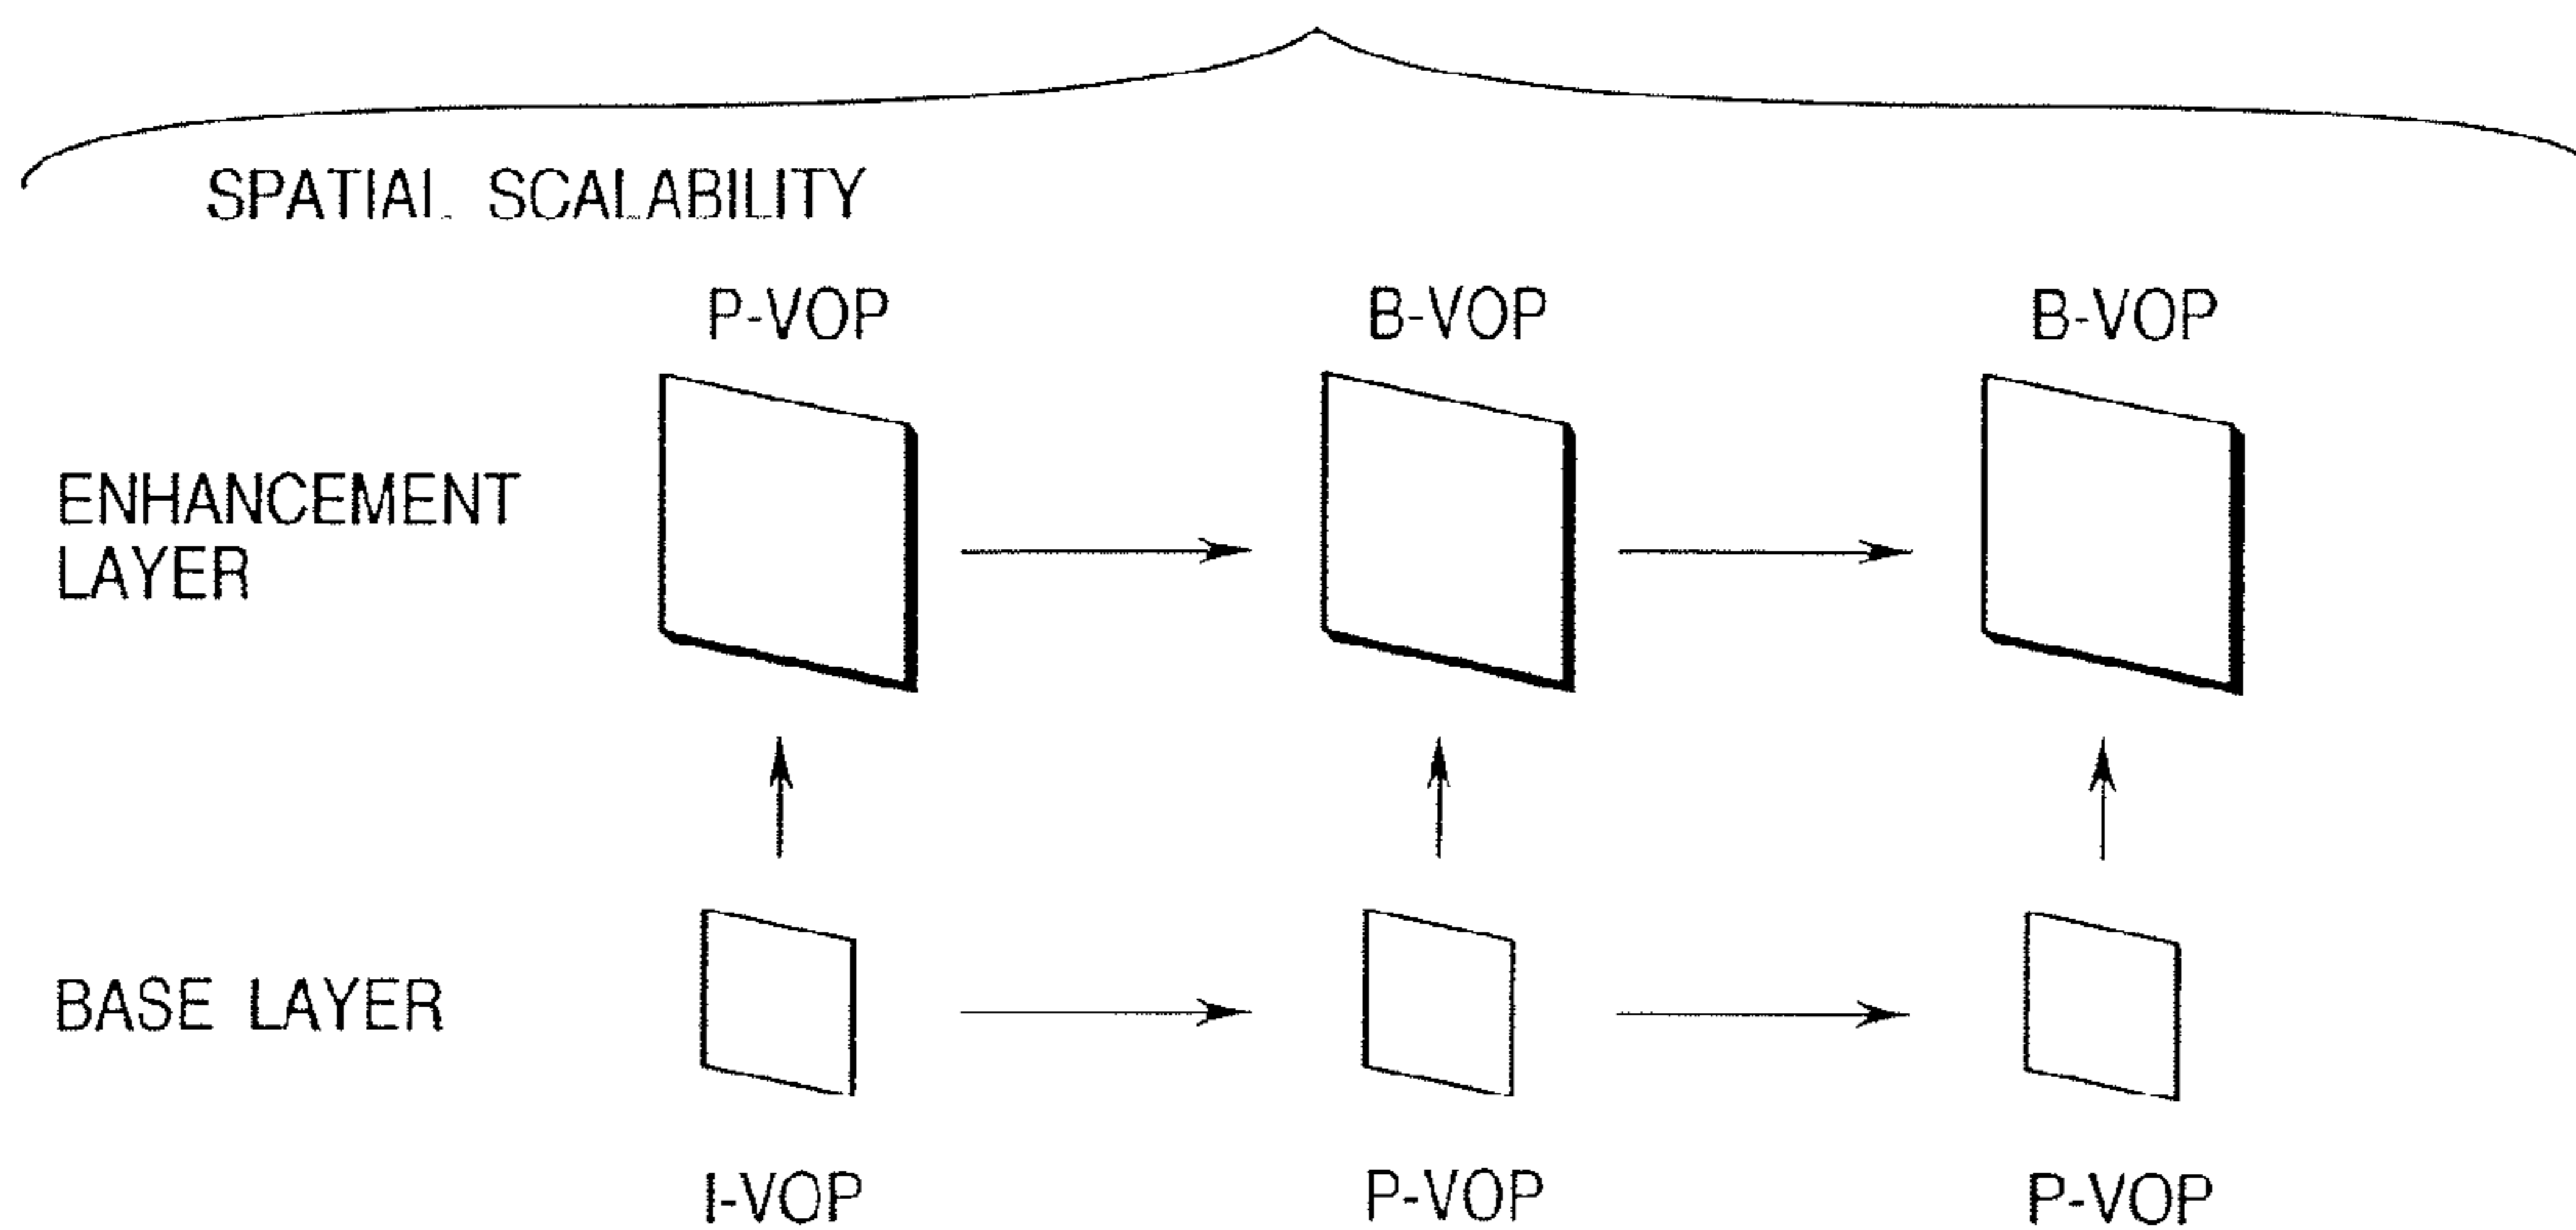 SPATIAL SCALABILITY
P-VOP B-VOP B-VOP
ENHANCEMENT
LAYER
BASE LAYER
I-VOP P-VOP P-VOP